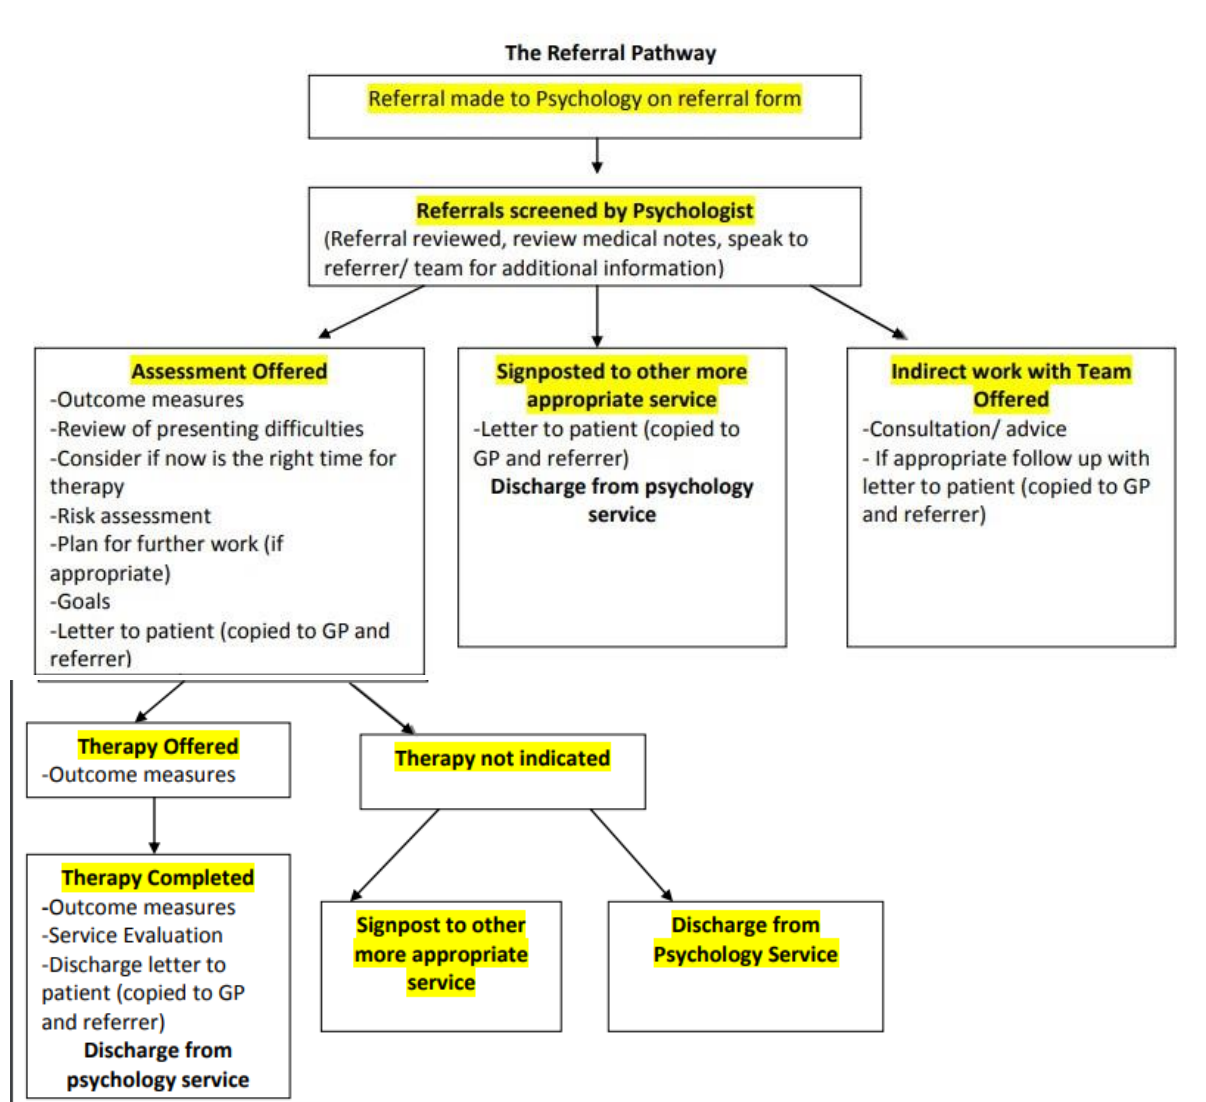 The Referral Pathway
Referral made to Psychology on referral form
Referrals screened by Psychologist
(Referral reviewed, review medical notes, speak to
referrer/ team for additional information)
Assessment Offered
-Outcome measures
-Review of presenting difficulties
-Consider if now is the right time for
therapy
-Risk assessment
-Plan for further work (if
appropriate)
-Goals
-Letter to patient (copied to GP and
referrer)
Signposted to other more
appropriate service
-Letter to patient (copied to
GP and referrer)
Discharge from psychology
service
Indirect work with Team
Offered
-Consultation/ advice
- If appropriate follow up with
letter to patient (copied to GP
and referrer)
Therapy Offered
-Outcome measures
Therapy not indicated
Therapy Completed
-Outcome measures
-Service Evaluation
-Discharge letter to
patient (copied to GP
and referrer)
Discharge from
psychology service
Signpost to other
more appropriate
service
Discharge from
Psychology Service